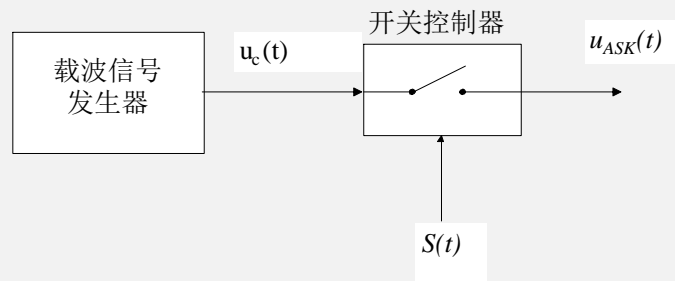 开关控制器
载波信号
发生器
u_c(t)
u_ASK(t)
S(t)